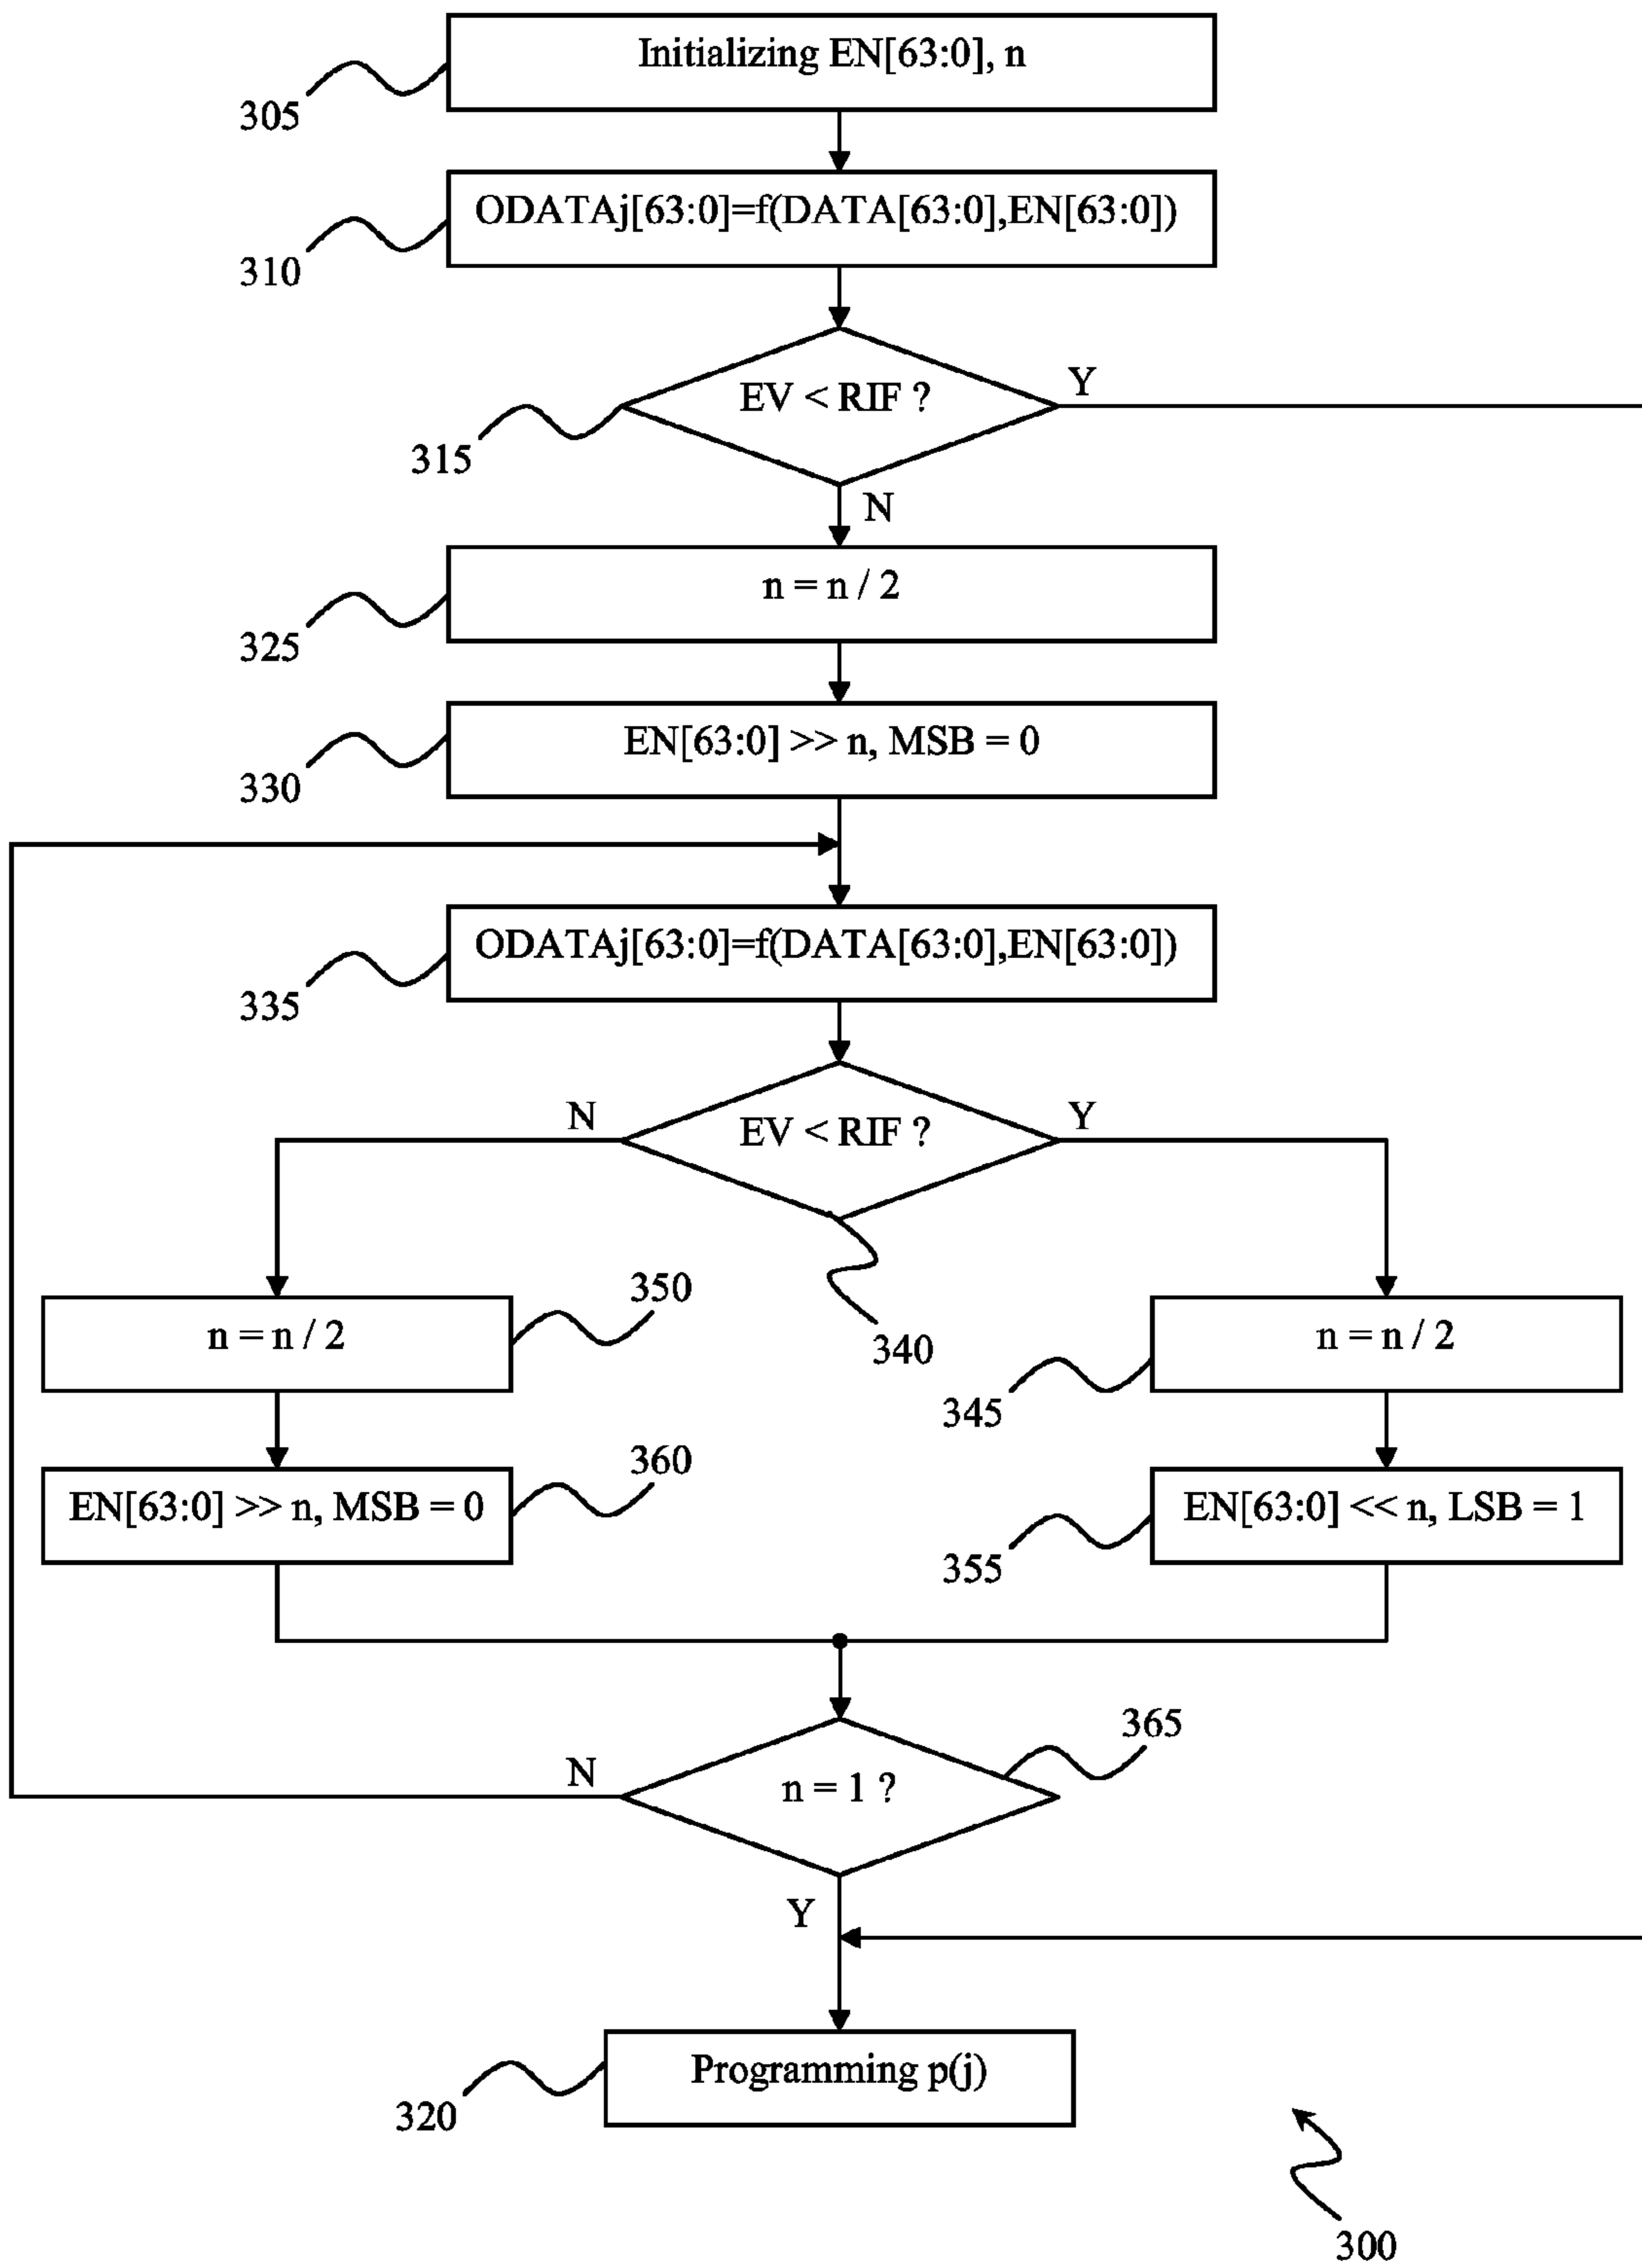 Initializing EN[63:0], n
305
ODATAj[63:0]=f(DATA[63:0],EN[63:0])
310
EV < RIF ?
Y
315
N
n = n / 2
325
EN[63:0] >> n, MSB = 0
330
ODATAj[63:0]=f(DATA[63:0],EN[63:0])
335
N
EV < RIF ?
Y
340
n = n / 2
350
n = n / 2
345
EN[63:0] >> n, MSB = 0
360
EN[63:0] << n, LSB = 1
355
365
N
n = 1 ?
Y
Programming p(j)
320
300